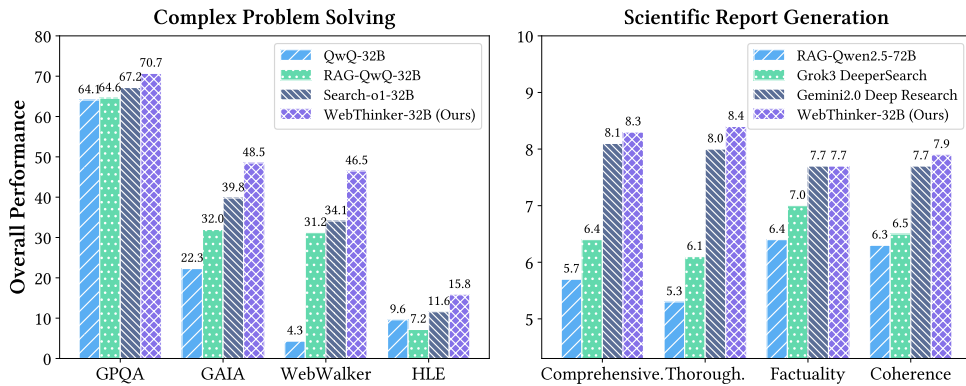 Complex Problem Solving
Overall Performance
80
70
60
50
40
30
20
10
0
QwQ-32B
RAG-QwQ-32B
Search-o1-32B
WebThinker-32B (Ours)
64.1
64.6
67.2
70.7
22.3
32.0
39.8
48.5
4.3
31.2
34.1
46.5
9.6
7.2
11.6
15.8
GPQA
GAIA
WebWalker
HLE
Scientific Report Generation
10
9
8
7
6
5
RAG-Qwen2.5-72B
Grok3 DeeperSearch
Gemini2.0 Deep Research
WebThinker-32B (Ours)
5.7
6.4
8.1
8.3
5.3
6.1
8.0
8.4
6.4
7.0
7.7
7.7
6.3
6.5
7.7
7.9
Comprehensive.
Thorough.
Factuality
Coherence